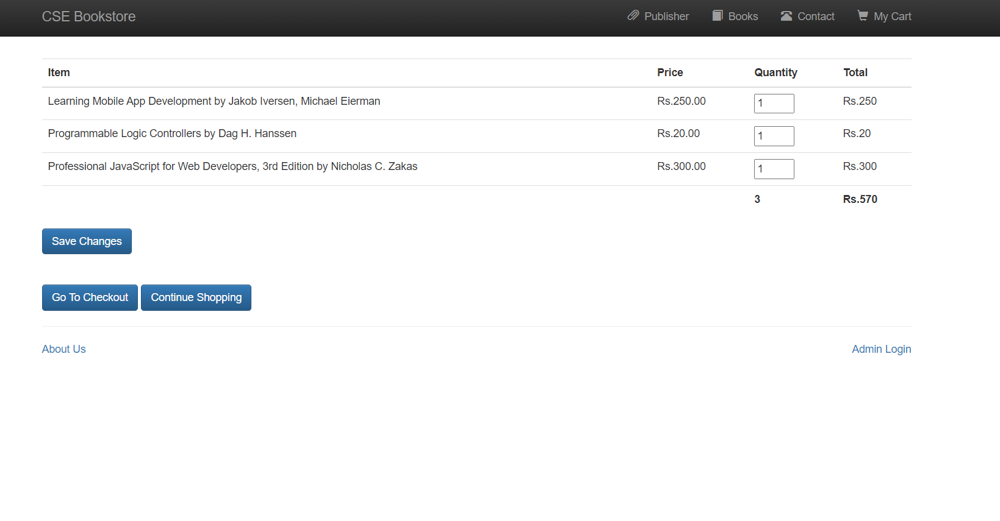 CSE Bookstore Publisher Books Contact My Cart
Item Price Quantity Total
Learning Mobile App Development by Jakob Iversen, Michael Eierman Rs.250.00 1 Rs.250
Programmable Logic Controllers by Dag H. Hanssen Rs.20.00 1 Rs.20
Professional JavaScript for Web Developers, 3rd Edition by Nicholas C. Zakas Rs.300.00 1 Rs.300
3 Rs.570
Save Changes
Go To Checkout Continue Shopping
About Us Admin Login